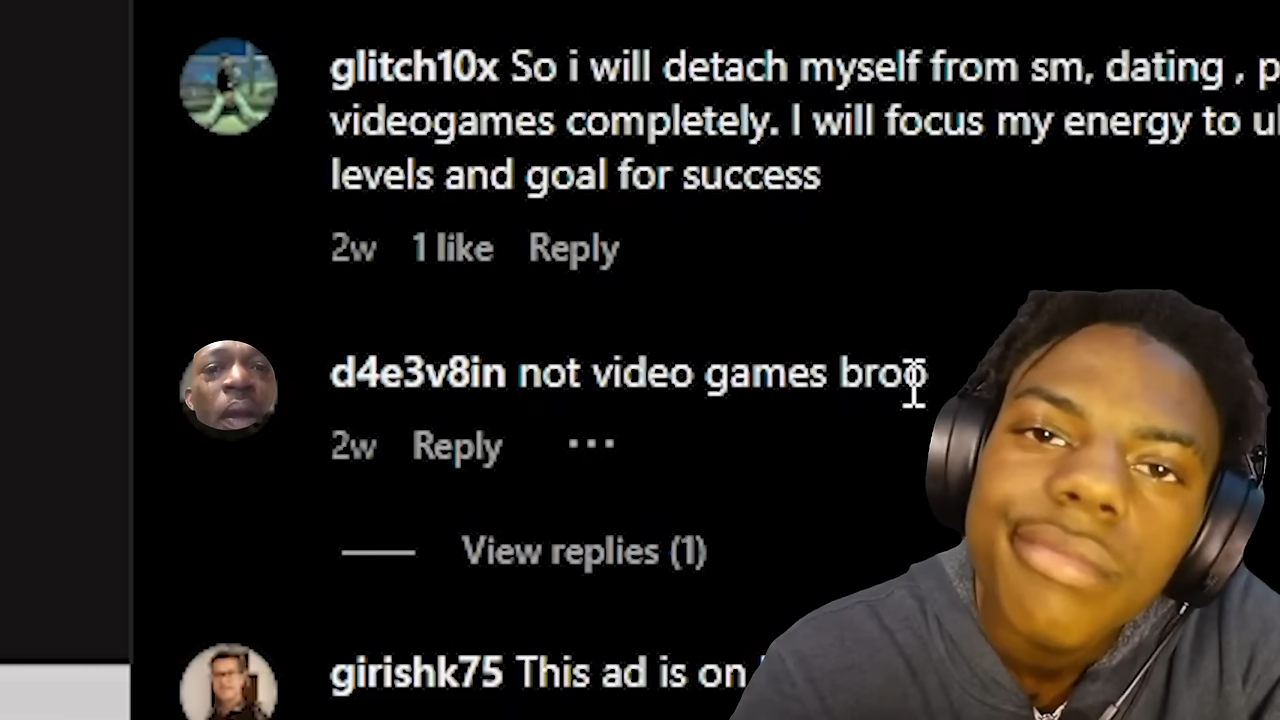 glitch10x So i will detach myself from sm, dating , p
videogames completely. I will focus my energy to ul
levels and goal for success
2w 1 like Reply
d4e3v8in not video games broo
2w Reply ...
View replies (1)
girishk75 This ad is on